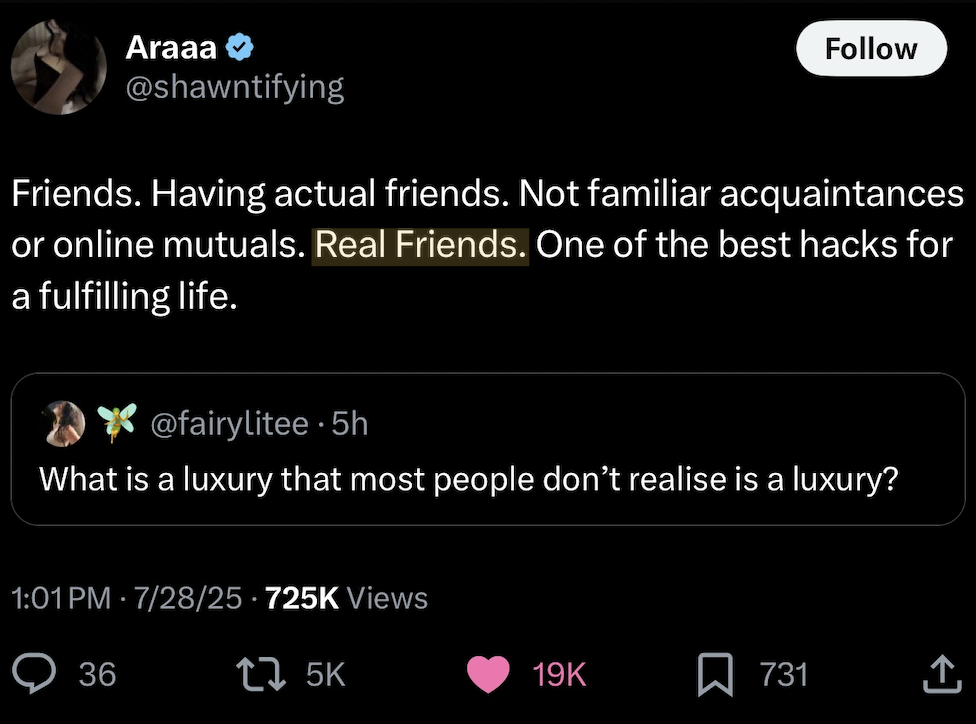 Araaa
@shawntifying
Follow
Friends. Having actual friends. Not familiar acquaintances
or online mutuals. Real Friends. One of the best hacks for
a fulfilling life.
@fairylitee · 5h
What is a luxury that most people don’t realise is a luxury?
1:01 PM · 7/28/25 · 725K Views
36 5K 19K 731